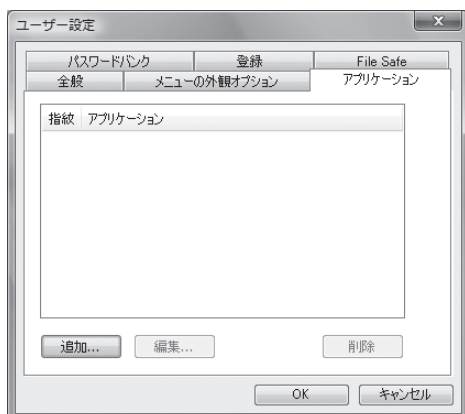 ユーザー設定
パスワードバンク 登録 File Safe
全般 メニューの外観オプション アプリケーション
指紋 アプリケーション
追加... 編集... 削除
OK キャンセル